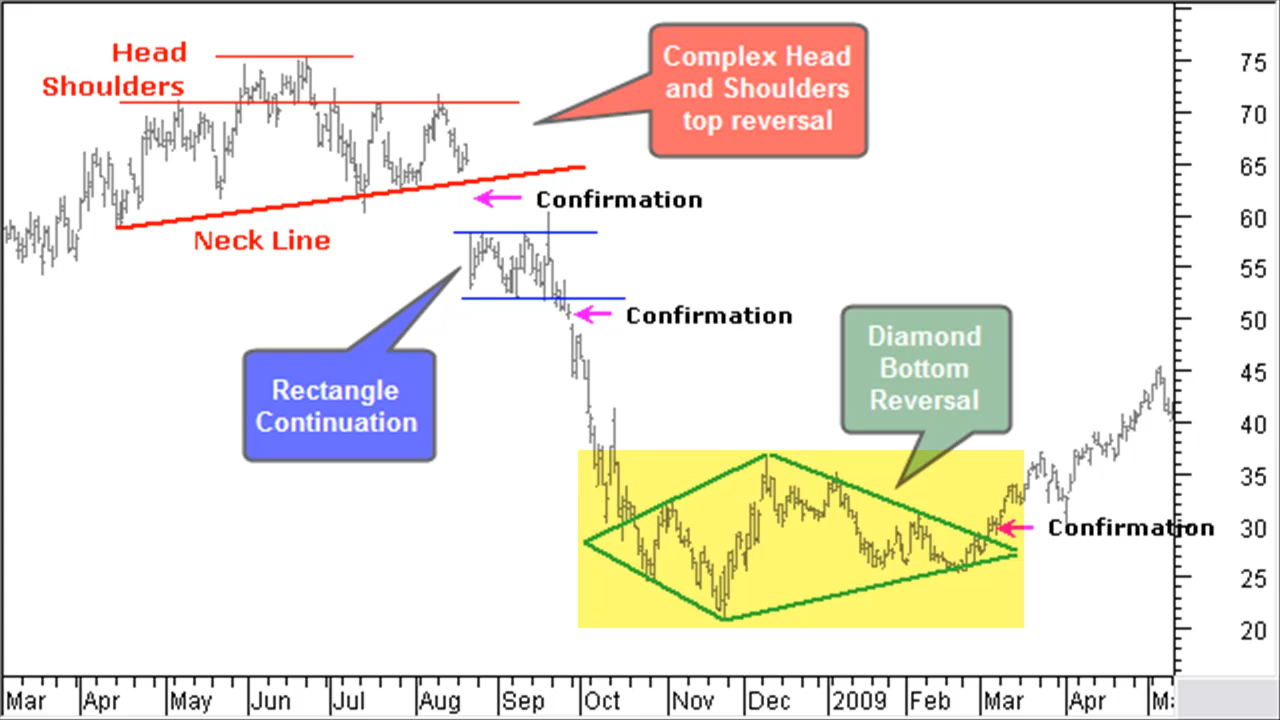 Head
Shoulders
Complex Head
and Shoulders
top reversal
Confirmation
Neck Line
Confirmation
Rectangle
Continuation
Diamond
Bottom
Reversal
Confirmation
75
70
65
60
55
50
45
40
35
30
25
20
Mar Apr May Jun Jul Aug Sep Oct Nov Dec 2009 Feb Mar Apr